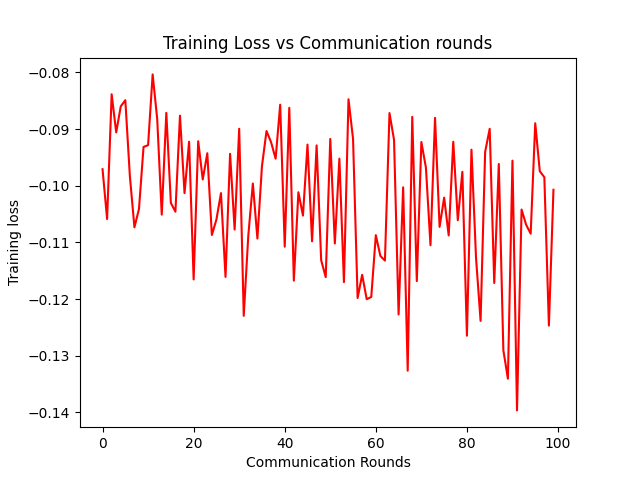 Training Loss vs Communication rounds
−0.08
−0.09
−0.10
−0.11
−0.12
−0.13
−0.14
Training loss
0 20 40 60 80 100
Communication Rounds